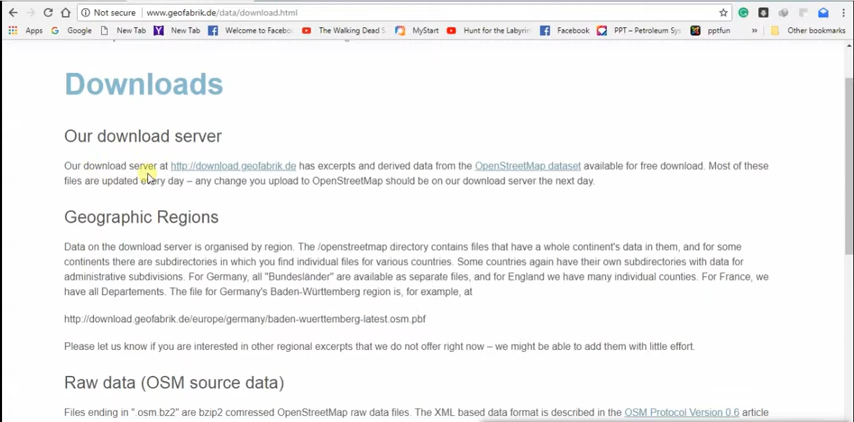 Not secure | www.geofabrik.de/data/download.html
Apps Google New Tab New Tab Welcome to Facebo The Walking Dead S MyStart Hunt for the Labyrin Facebook PPT – Petroleum Sys pptfun » Other bookmarks
Downloads
Our download server
Our download server at http://download.geofabrik.de has excerpts and derived data from the OpenStreetMap dataset available for free download. Most of these
files are updated every day – any change you upload to OpenStreetMap should be on our download server the next day.
Geographic Regions
Data on the download server is organised by region. The /openstreetmap directory contains files that have a whole continent's data in them, and for some
continents there are subdirectories in which you find individual files for various countries. Some countries again have their own subdirectories with data for
administrative subdivisions. For Germany, all "Bundesländer" are available as separate files, and for England we have many individual counties. For France, we
have all Departements. The file for Germany's Baden-Württemberg region is, for example, at
http://download.geofabrik.de/europe/germany/baden-wuerttemberg-latest.osm.pbf
Please let us know if you are interested in other regional excerpts that we do not offer right now – we might be able to add them with little effort.
Raw data (OSM source data)
Files ending in ".osm.bz2" are bzip2 comressed OpenStreetMap raw data files. The XML based data format is described in the OSM Protocol Version 0.6 article